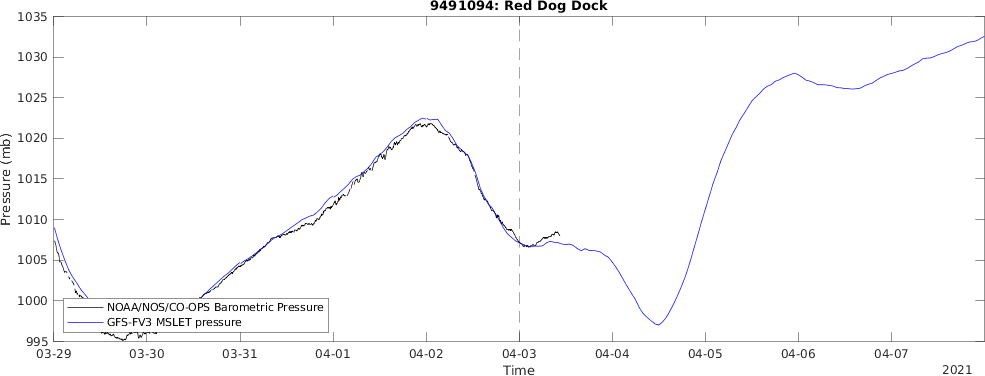 9491094: Red Dog Dock
Pressure (mb)
1035
1030
1025
1020
1015
1010
1005
1000
995
NOAA/NOS/CO-OPS Barometric Pressure
GFS-FV3 MSLET pressure
03-29 03-30 03-31 04-01 04-02 04-03 04-04 04-05 04-06 04-07
Time
2021